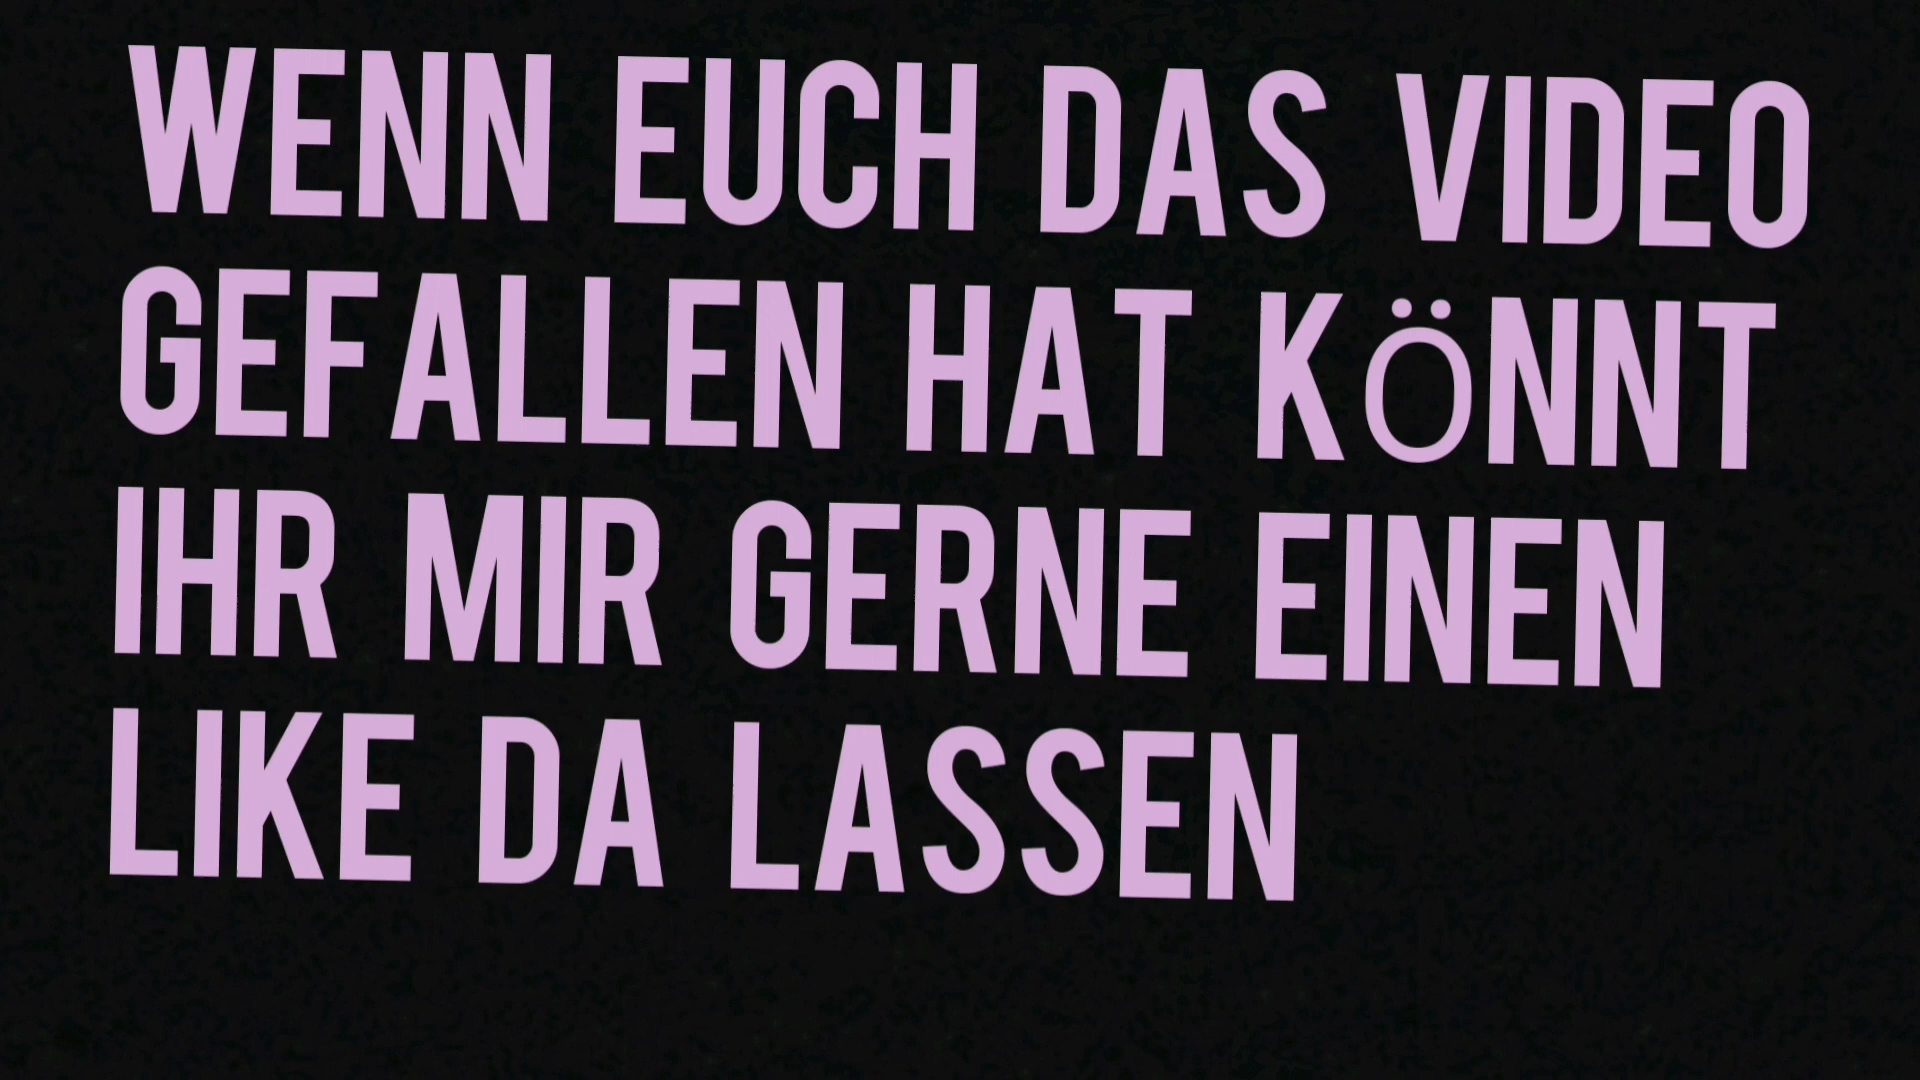 WENN EUCH DAS VIDEO
GEFALLEN HAT KÖNNT
IHR MIR GERNE EINEN
LIKE DA LASSEN